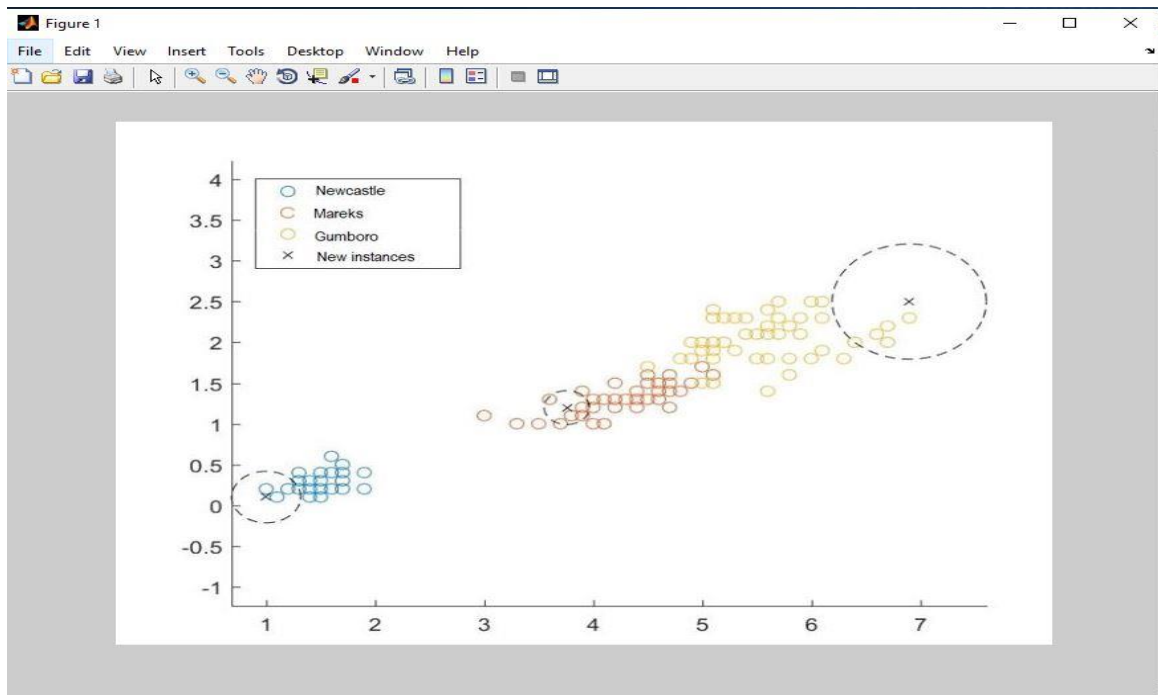 Figure 1
File Edit View Insert Tools Desktop Window Help
4
3.5
3
2.5
2
1.5
1
0.5
0
-0.5
-1
Newcastle
Mareks
Gumboro
New instances
1 2 3 4 5 6 7